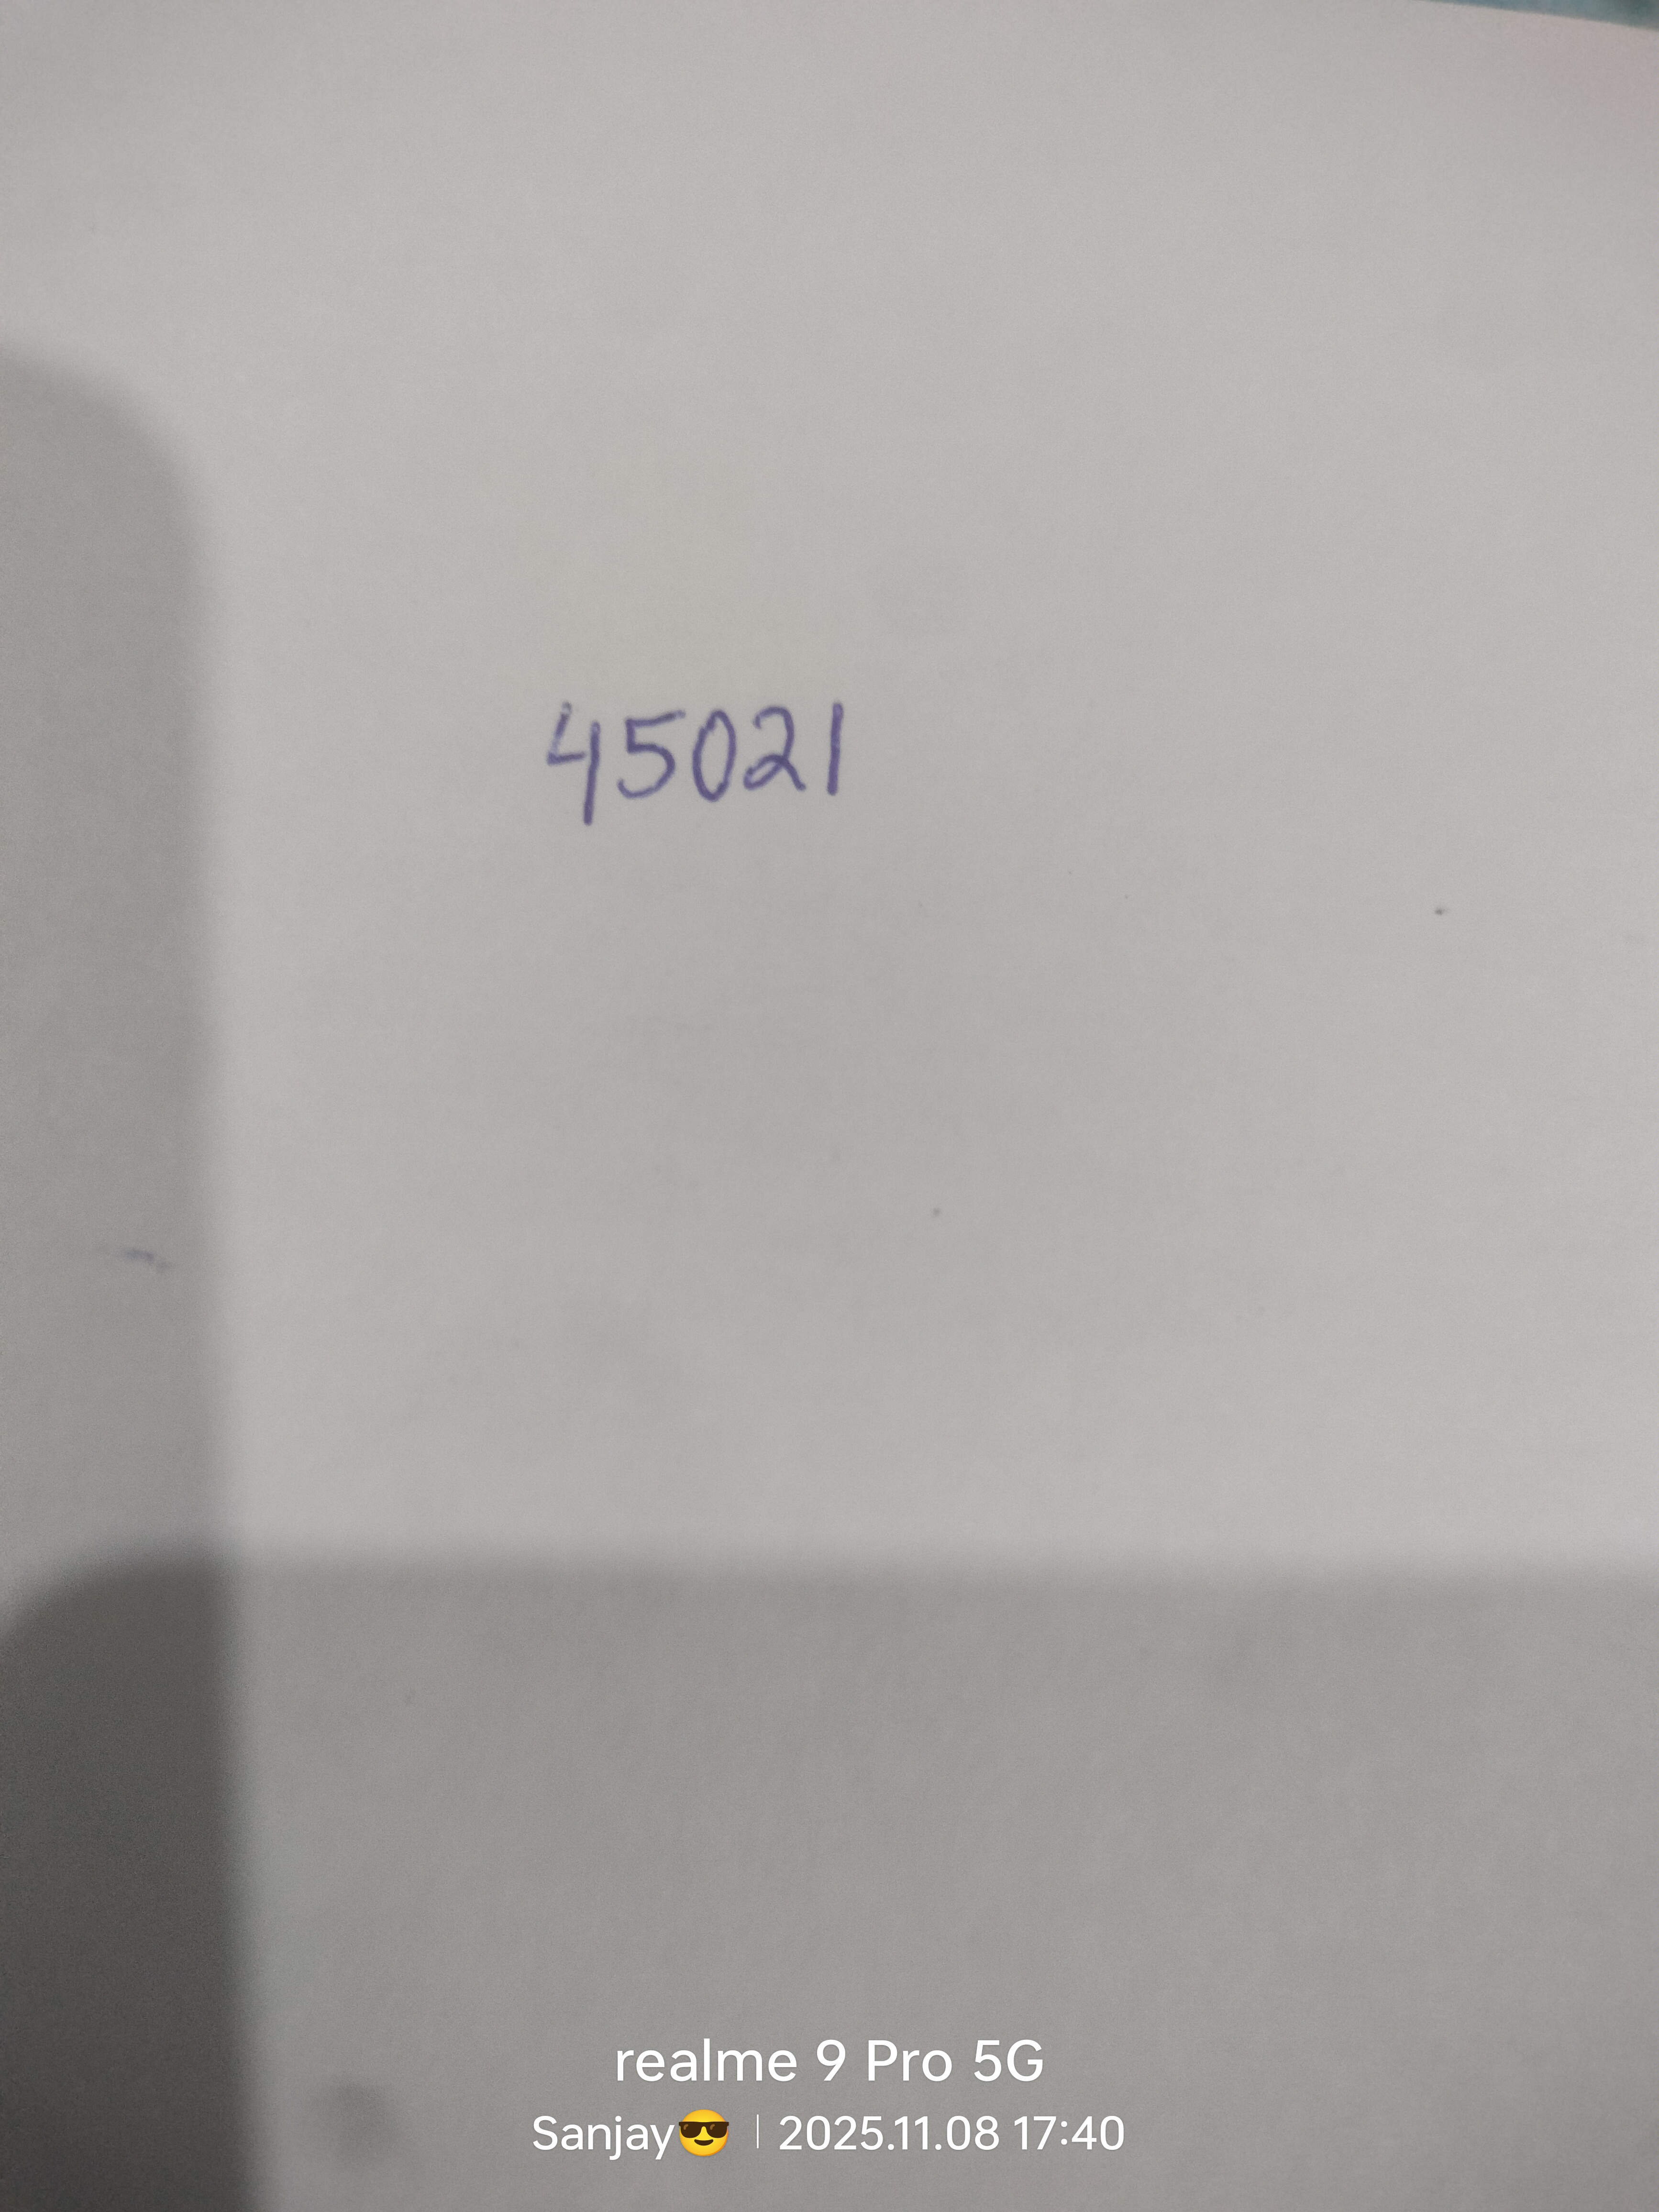 45021
realme 9 Pro 5G
Sanjay😎 | 2025.11.08 17:40